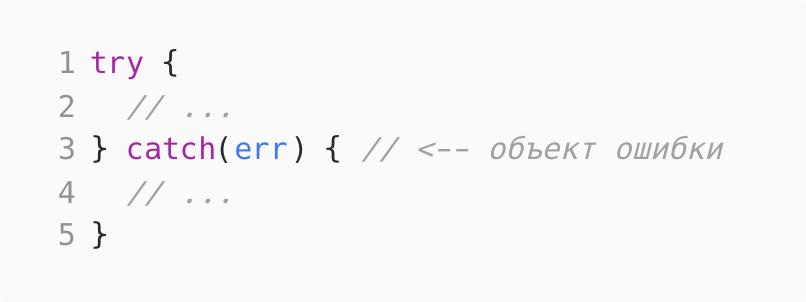 1 try {
2   // ...
3 } catch(err) { // <-- объект ошибки
4   // ...
5 }